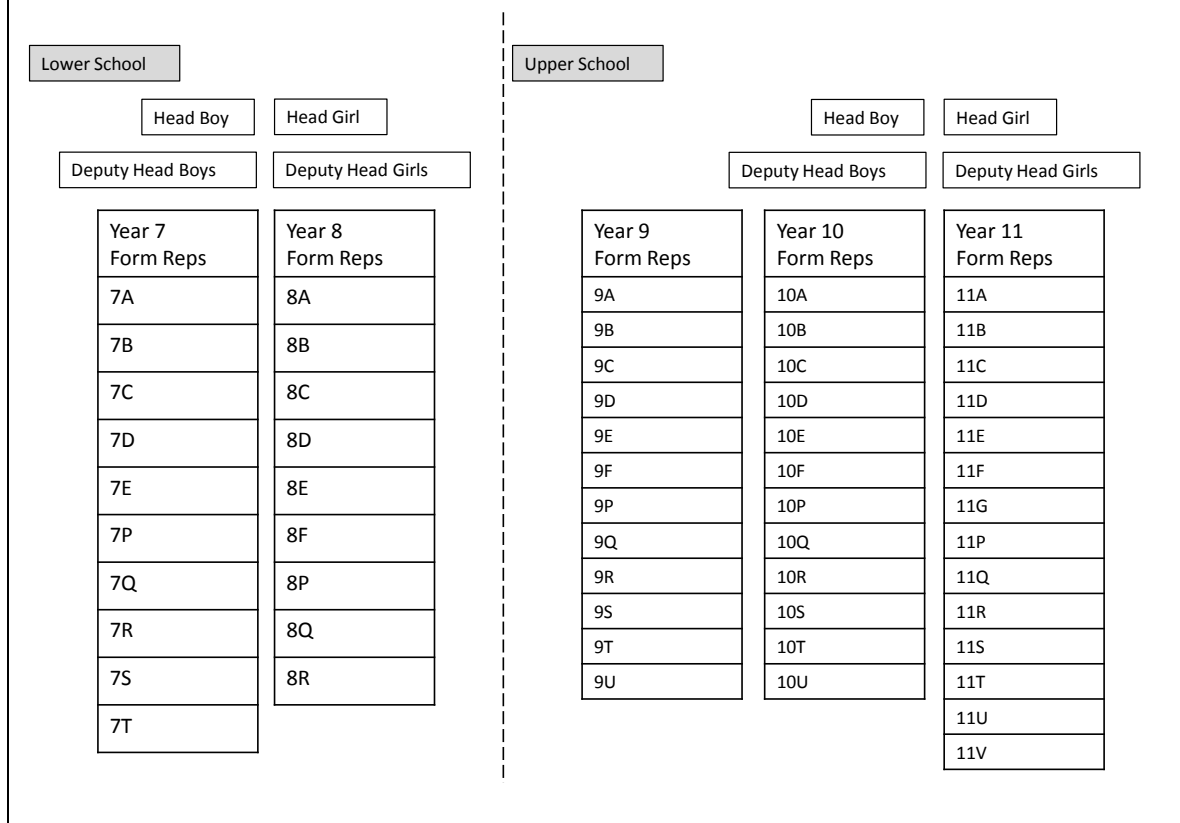 Lower School
Head Boy
Head Girl
Deputy Head Boys
Deputy Head Girls
Year 7
Form Reps
7A
7B
7C
7D
7E
7P
7Q
7R
7S
7T
Year 8
Form Reps
8A
8B
8C
8D
8E
8F
8P
8Q
8R
Upper School
Head Boy
Head Girl
Deputy Head Boys
Deputy Head Girls
Year 9
Form Reps
9A
9B
9C
9D
9E
9F
9P
9Q
9R
9S
9T
9U
Year 10
Form Reps
10A
10B
10C
10D
10E
10F
10P
10Q
10R
10S
10T
10U
Year 11
Form Reps
11A
11B
11C
11D
11E
11F
11G
11P
11Q
11R
11S
11T
11U
11V